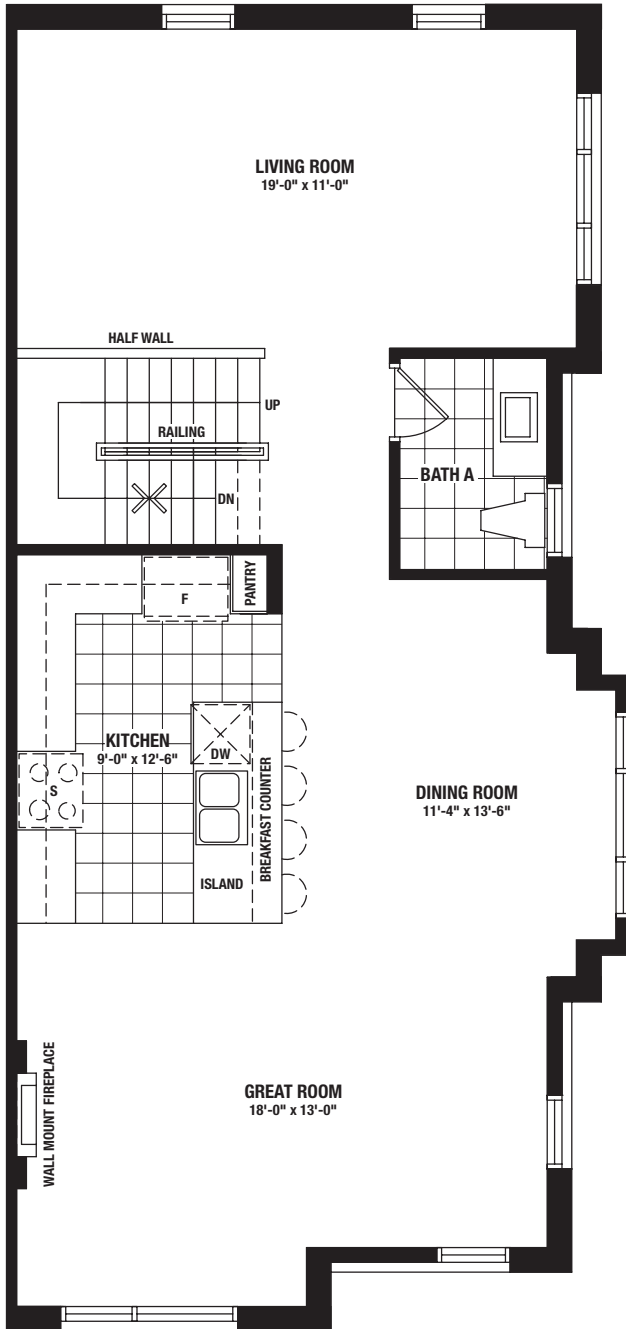 LIVING ROOM
19'-0" x 11'-0"
HALF WALL
UP
RAILING
DN
BATH A
F
PANTRY
KITCHEN
9'-0" x 12'-6"
DW
S
BREAKFAST COUNTER
ISLAND
DINING ROOM
11'-4" x 13'-6"
WALL MOUNT FIREPLACE
GREAT ROOM
18'-0" x 13'-0"